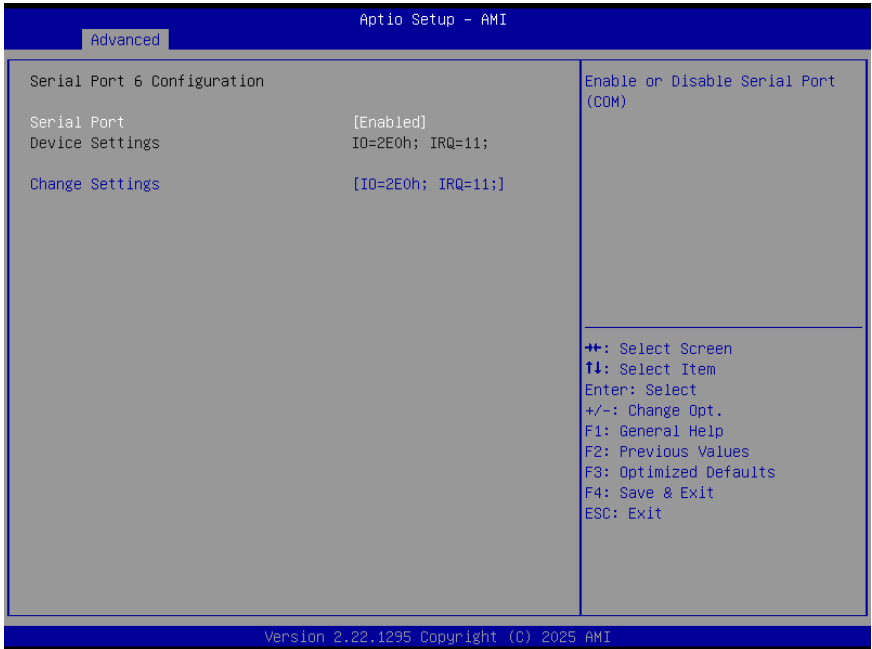 Aptio Setup – AMI
Advanced
Serial Port 6 Configuration
Serial Port [Enabled]
Device Settings IO=2E0h; IRQ=11;
Change Settings [IO=2E0h; IRQ=11;]
Enable or Disable Serial Port
(COM)
→←: Select Screen
↑↓: Select Item
Enter: Select
+/-: Change Opt.
F1: General Help
F2: Previous Values
F3: Optimized Defaults
F4: Save & Exit
ESC: Exit
Version 2.22.1295 Copyright (C) 2025 AMI